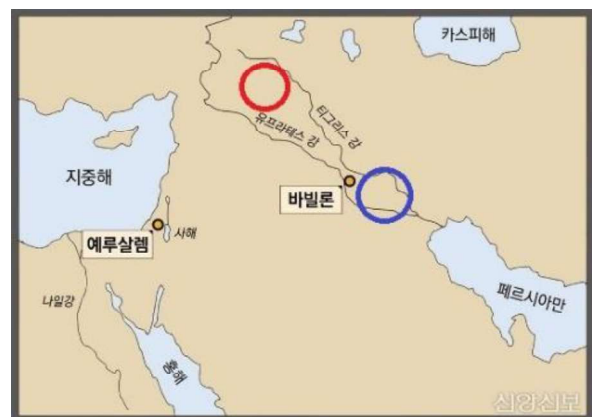 카스피해
티그리스 강
유프라테스 강
지중해
바빌론
예루살렘
사해
나일강
페르시아만
홍해
신앙신보